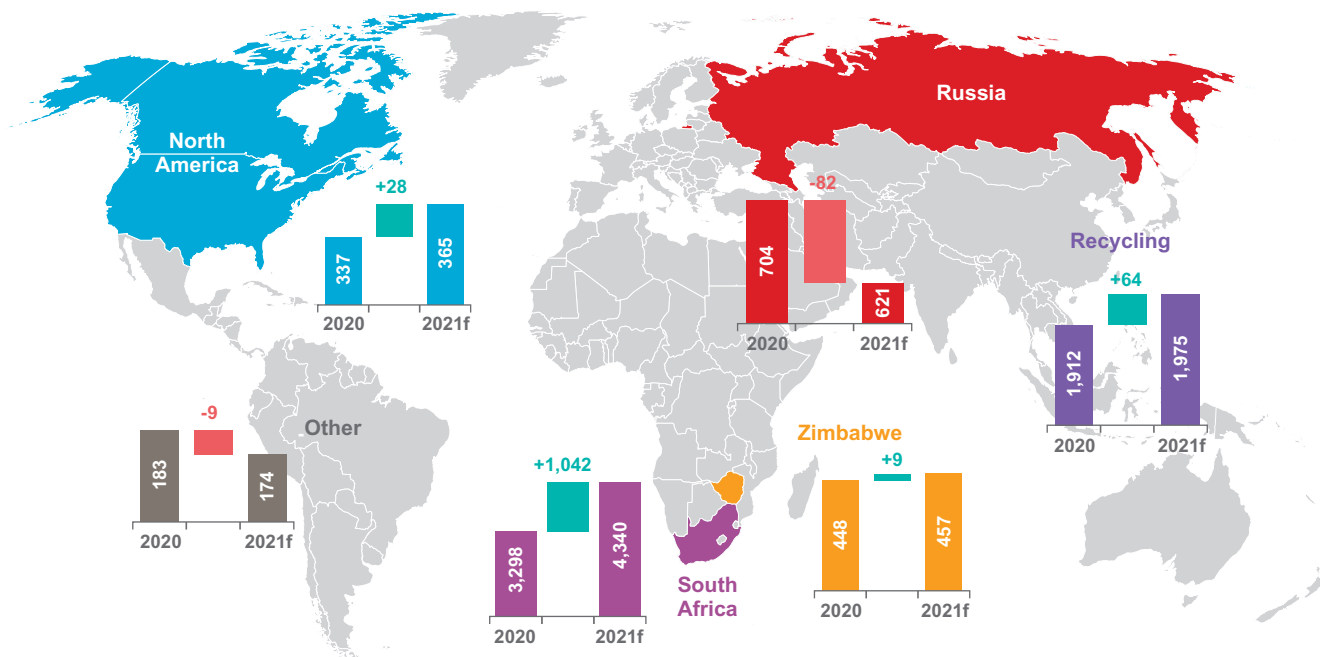 North
America
+28
337
365
2020
2021f
Russia
-82
704
621
2020
2021f
Recycling
+64
1,912
1,975
2020
2021f
Other
-9
183
174
2020
2021f
South
Africa
+1,042
3,298
4,340
2020
2021f
Zimbabwe
+9
448
457
2020
2021f